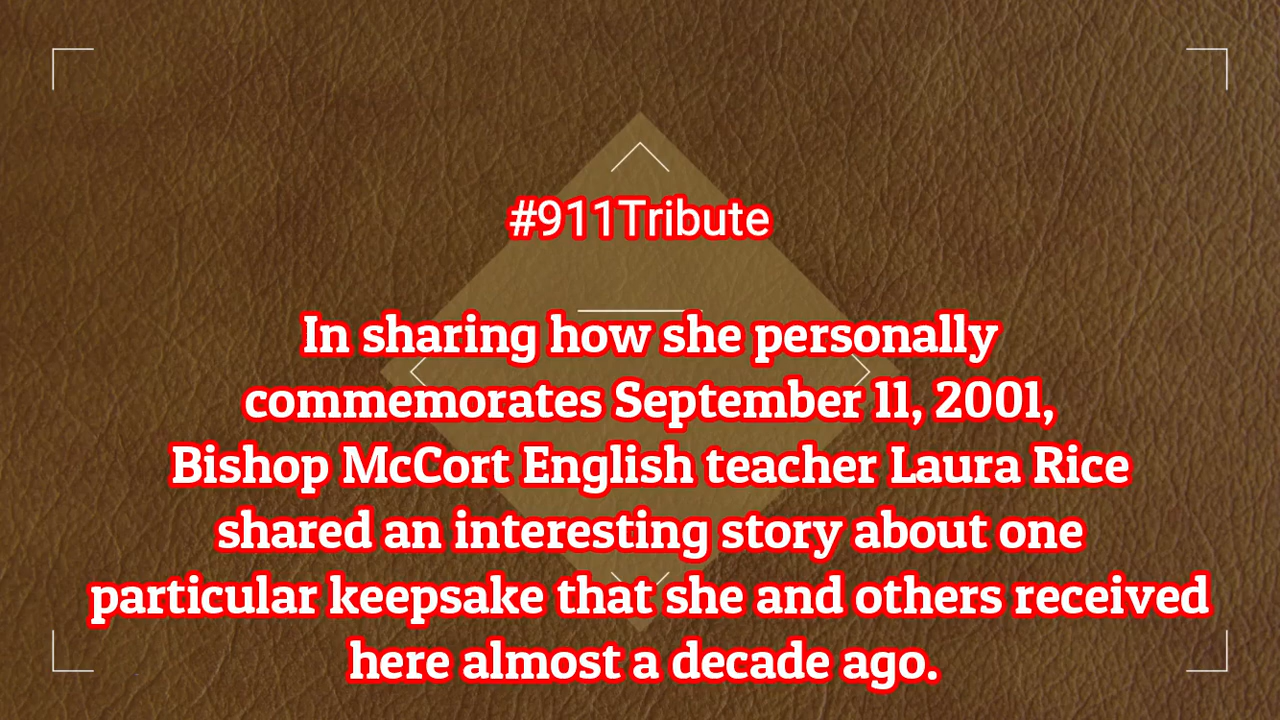 #911Tribute
In sharing how she personally
commemorates September 11, 2001,
Bishop McCort English teacher Laura Rice
shared an interesting story about one
particular keepsake that she and others received
here almost a decade ago.